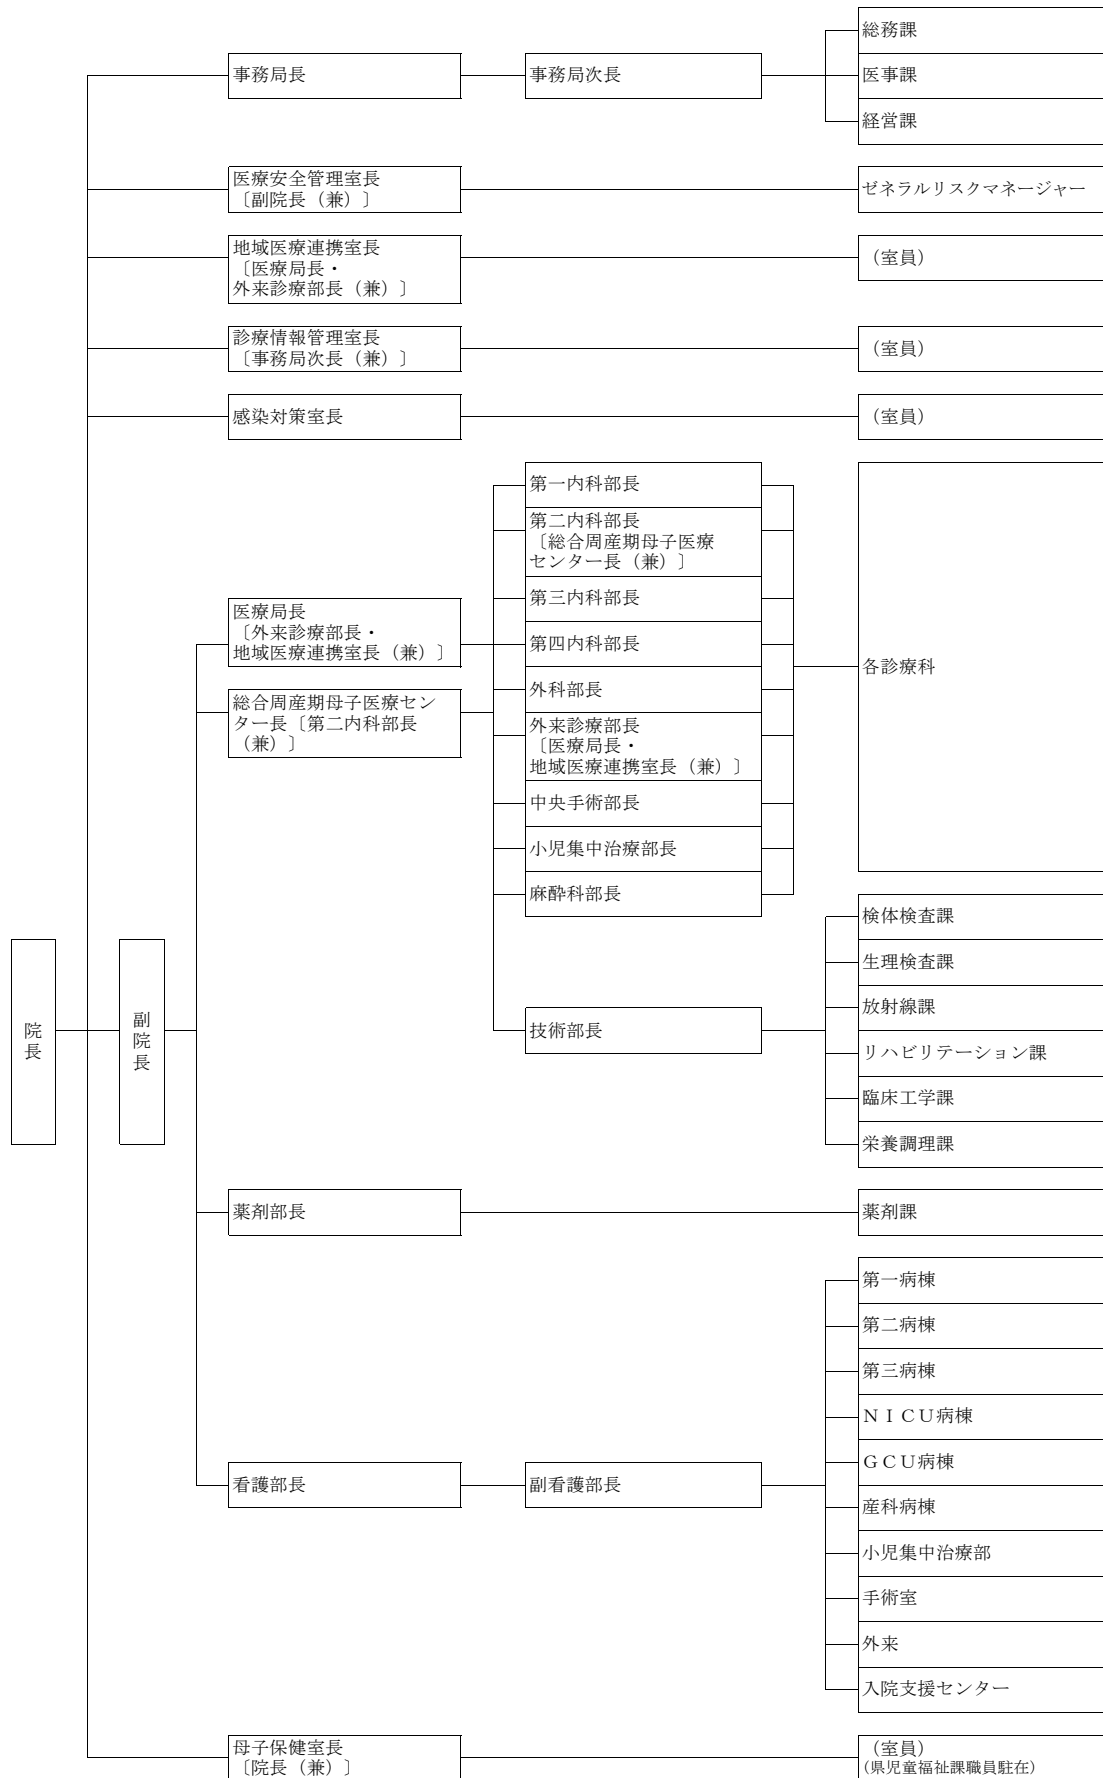 総務課
事務局長
事務局次長
医事課
経営課
医療安全管理室長
〔副院長（兼）〕
ゼネラルリスクマネージャー
地域医療連携室長
〔医療局長・
外来診療部長（兼）〕
（室員）
診療情報管理室長
〔事務局次長（兼）〕
（室員）
感染対策室長
（室員）
第一内科部長
第二内科部長
〔総合周産期母子医療
センター長（兼）〕
医療局長
〔外来診療部長・
地域医療連携室長（兼）〕
第三内科部長
第四内科部長
各診療科
総合周産期母子医療セン
ター長〔第二内科部長
（兼）〕
外科部長
外来診療部長
〔医療局長・
地域医療連携室長（兼）〕
中央手術部長
小児集中治療部長
麻酔科部長
検体検査課
生理検査課
放射線課
院長
副院長
技術部長
リハビリテーション課
臨床工学課
栄養調理課
薬剤部長
薬剤課
第一病棟
第二病棟
第三病棟
ＮＩＣＵ病棟
ＧＣＵ病棟
看護部長
副看護部長
産科病棟
小児集中治療部
手術室
外来
入院支援センター
母子保健室長
〔院長（兼）〕
（室員）
（県児童福祉課職員駐在）